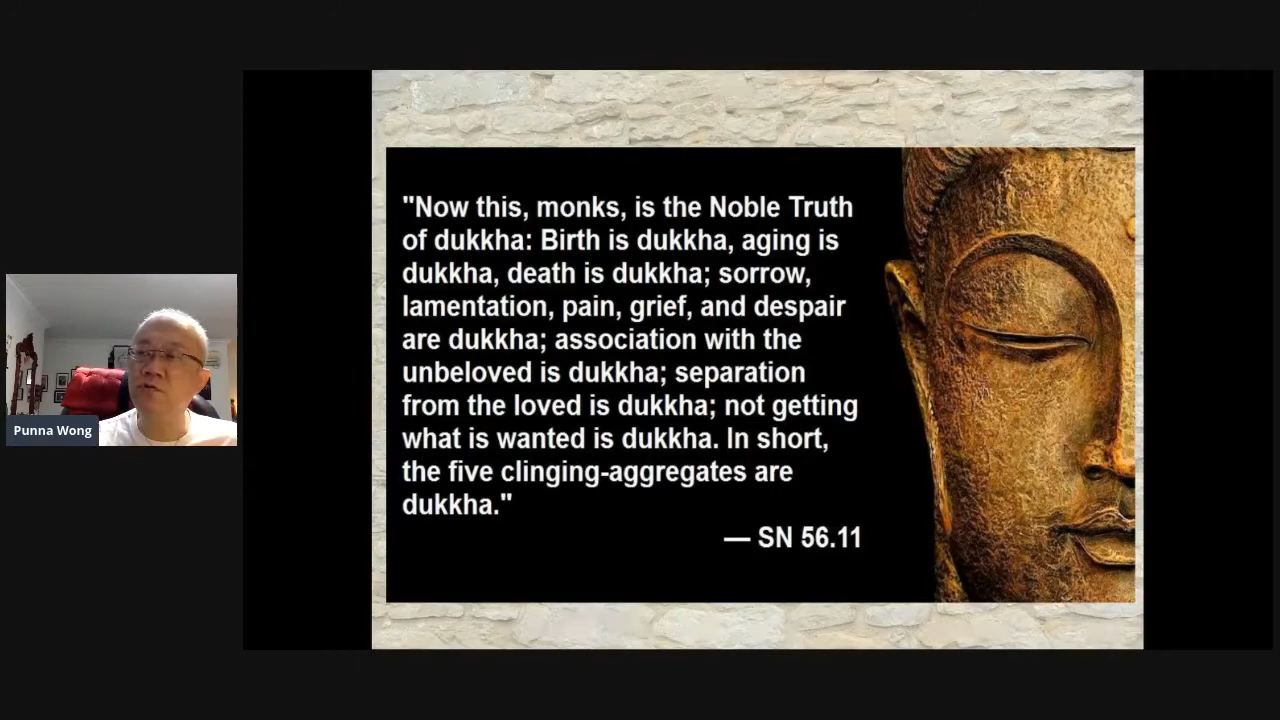 "Now this, monks, is the Noble Truth
of dukkha: Birth is dukkha, aging is
dukkha, death is dukkha; sorrow,
lamentation, pain, grief, and despair
are dukkha; association with the
unbeloved is dukkha; separation
from the loved is dukkha; not getting
what is wanted is dukkha. In short,
the five clinging-aggregates are
dukkha."
— SN 56.11
Punna Wong